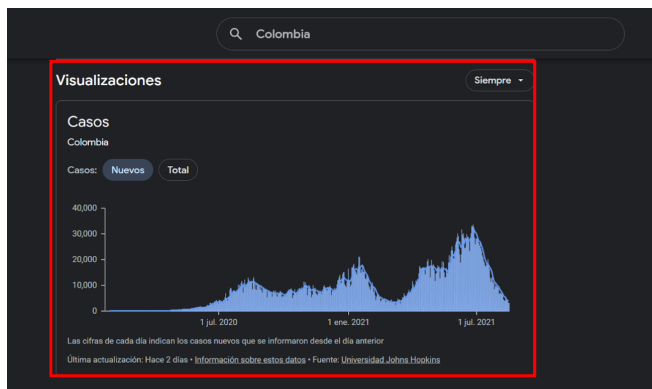 Colombia
Visualizaciones
Siempre
Casos
Colombia
Casos: Nuevos Total
40,000
30,000
20,000
10,000
0
1 jul. 2020 1 ene. 2021 1 jul. 2021
Las cifras de cada día indican los casos nuevos que se informaron desde el día anterior
Última actualización: Hace 2 días • Información sobre estos datos • Fuente: Universidad Johns Hopkins